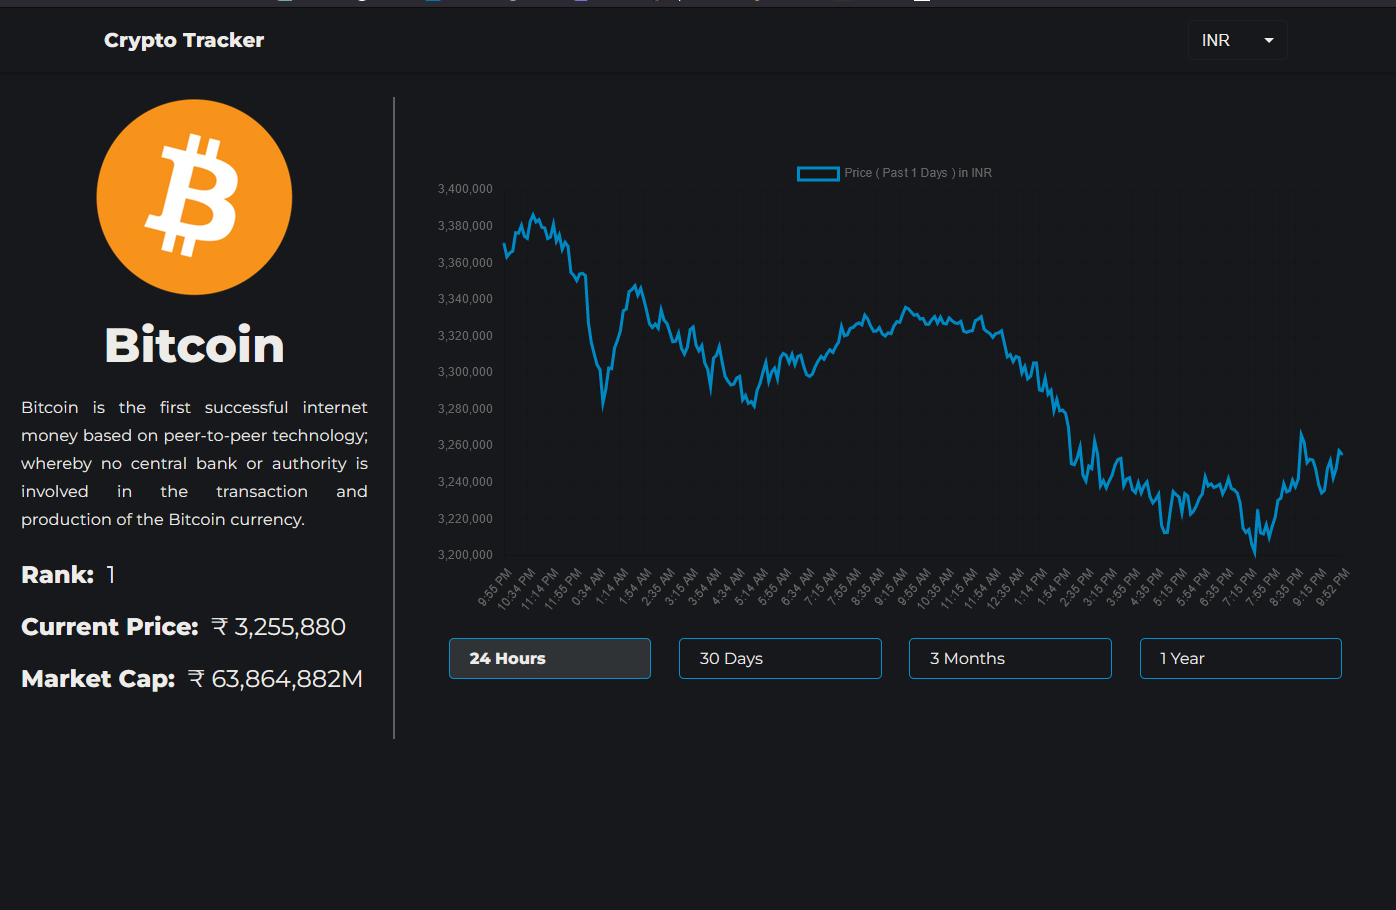 Crypto Tracker
INR
Bitcoin
Bitcoin is the first successful internet
money based on peer-to-peer technology;
whereby no central bank or authority is
involved in the transaction and
production of the Bitcoin currency.
Rank: 1
Current Price: ₹ 3,255,880
Market Cap: ₹ 63,864,882M
Price ( Past 1 Days ) in INR
3,400,000
3,380,000
3,360,000
3,340,000
3,320,000
3,300,000
3,280,000
3,260,000
3,240,000
3,220,000
3,200,000
9:55 PM
10:34 PM
11:14 PM
11:55 PM
0:34 AM
1:14 AM
1:54 AM
2:35 AM
3:15 AM
3:54 AM
4:34 AM
5:14 AM
5:55 AM
6:34 AM
7:15 AM
7:55 AM
8:35 AM
9:15 AM
9:55 AM
10:35 AM
11:15 AM
11:54 AM
12:35 AM
1:14 PM
1:54 PM
2:35 PM
3:15 PM
3:55 PM
4:35 PM
5:15 PM
5:54 PM
6:35 PM
7:15 PM
7:55 PM
8:35 PM
9:15 PM
9:52 PM
24 Hours
30 Days
3 Months
1 Year